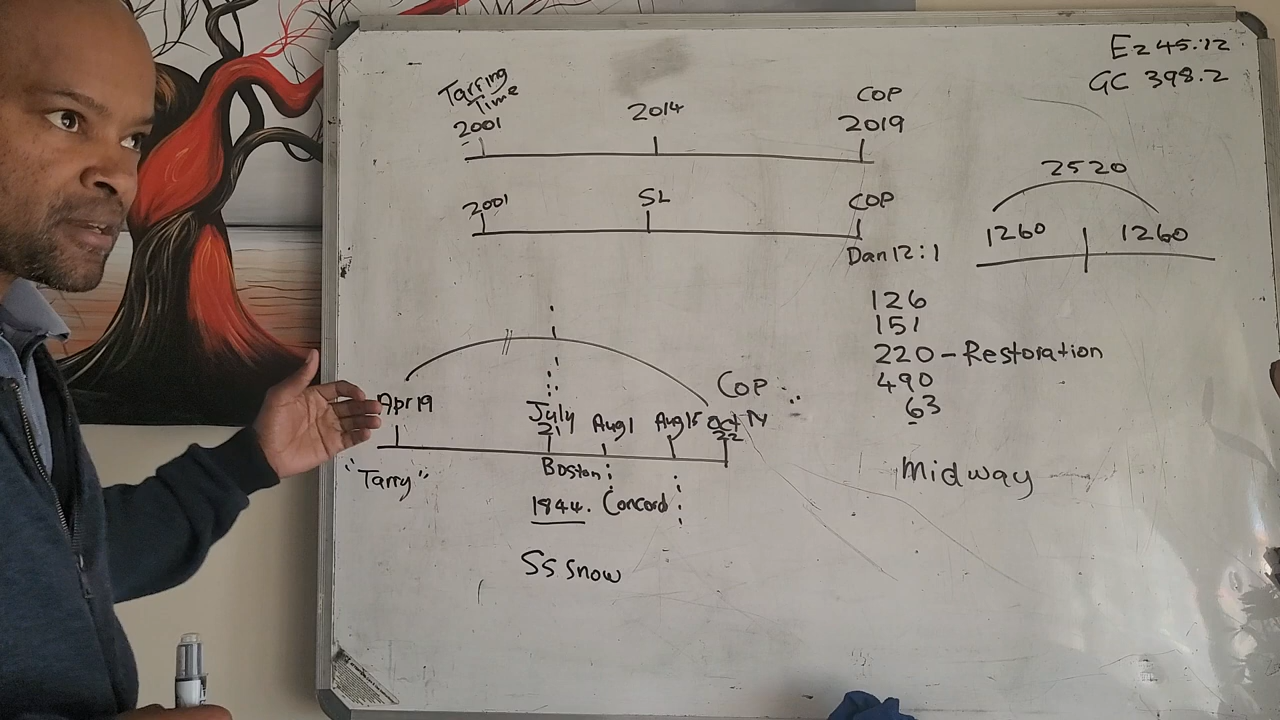 Ez 45:12
GC 398.2
Tarring
Time
2001
2014
COP
2019
2001
SL
COP
Dan 12:1
2520
1260
1260
126
151
220 - Restoration
490
63
Midway
Apr 19
July
21
Aug 1
Aug 15
Oct
22
COP
"Tarry"
Boston
1844.
Concord
SS Snow